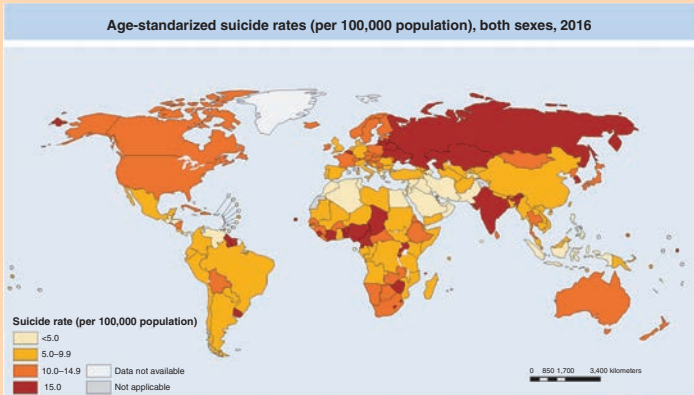 Age-standarized suicide rates (per 100,000 population), both sexes, 2016
Suicide rate (per 100,000 population)
<5.0
5.0–9.9
10.0–14.9
Data not available
15.0
Not applicable
0 850 1,700 3,400 kilometers